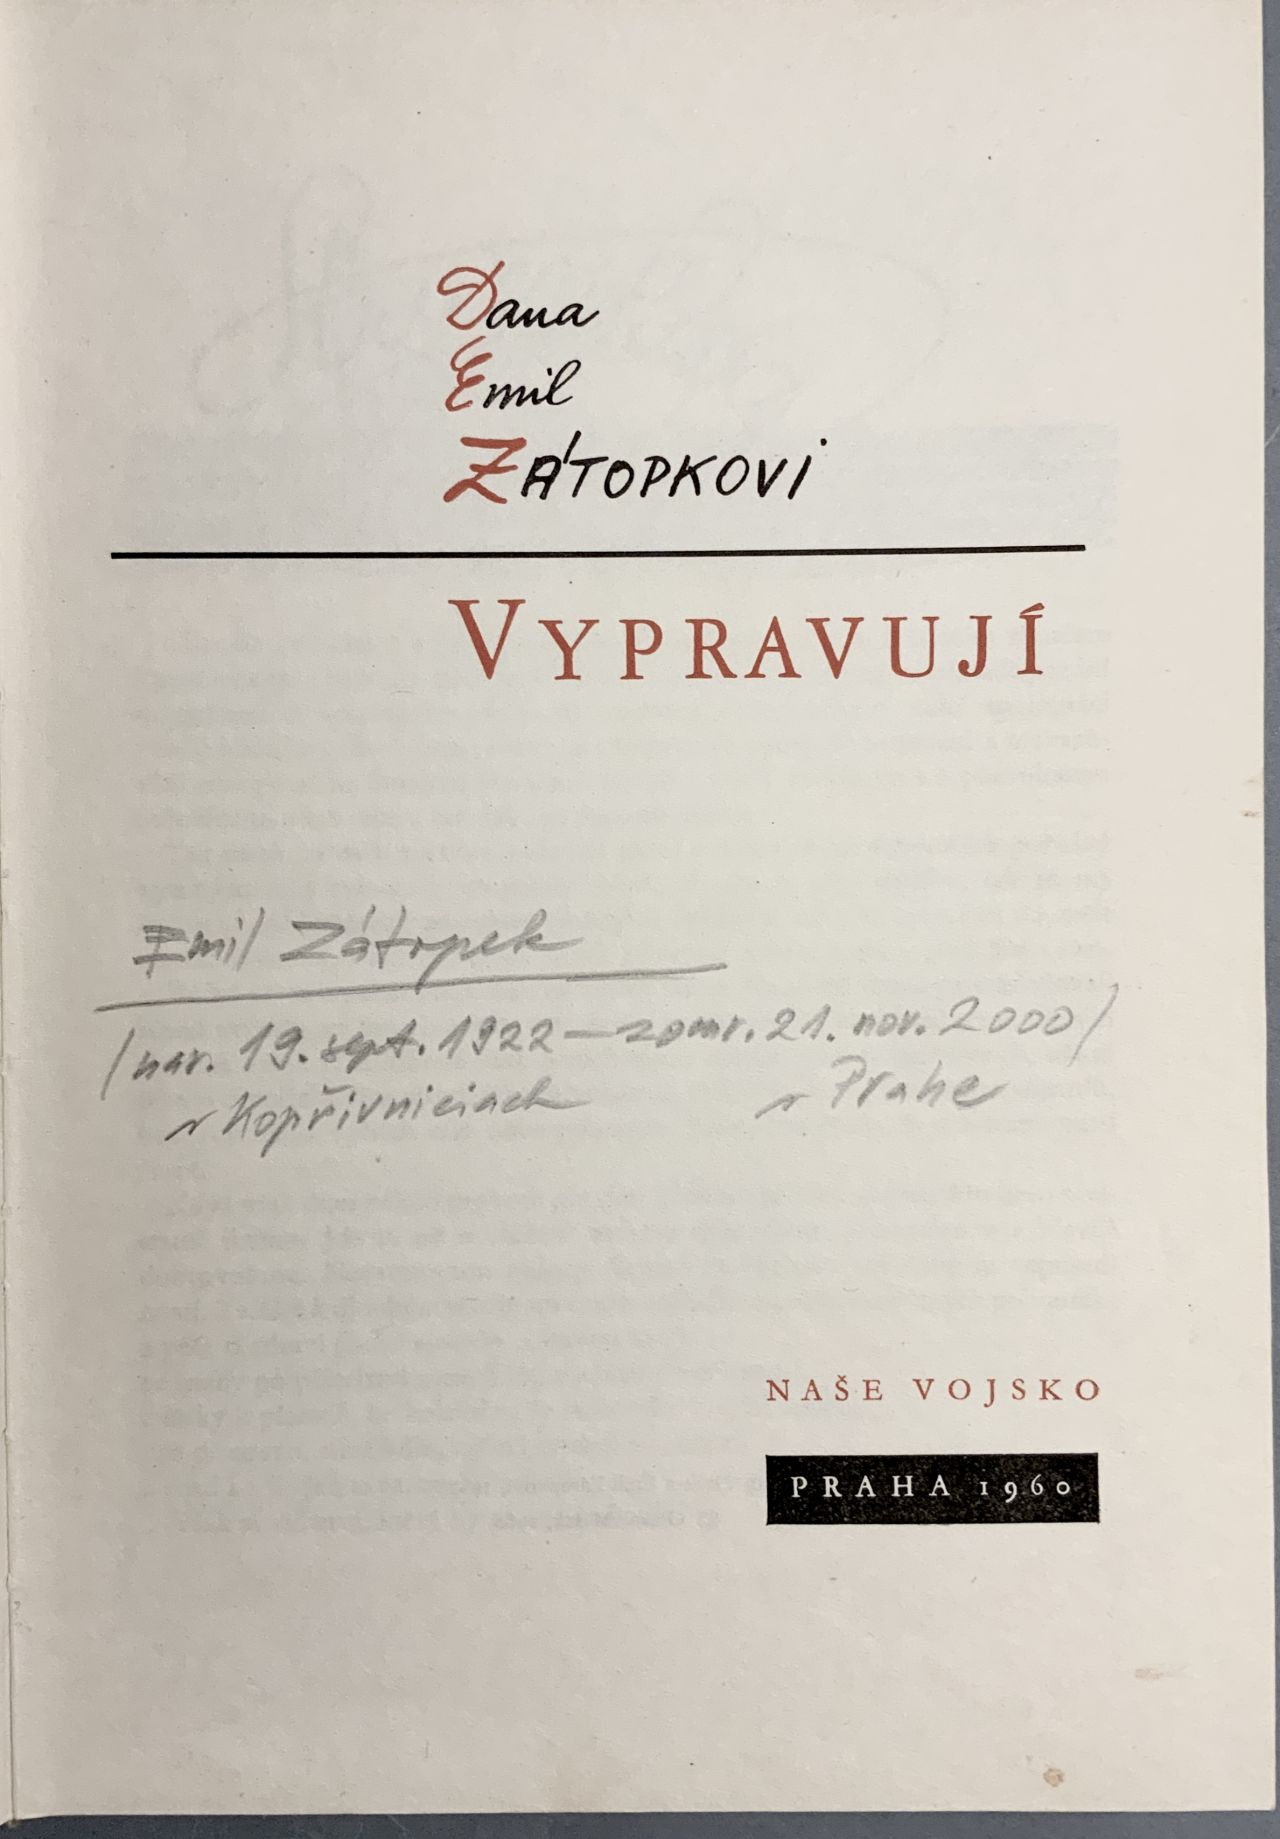 Dana
Emil
ZÁTOPKOVI
VYPRAVUJÍ
Emil Zátopek
/nar. 19. sept. 1922 — zomr. 21. nov. 2000/
v Kopřivniciach v Prahe
NAŠE VOJSKO
PRAHA 1960